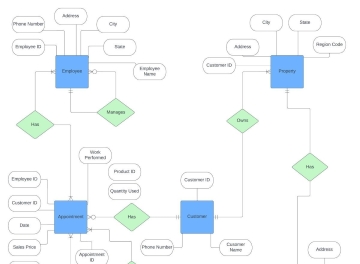 Address
Phone Number
City
Employee ID
State
Employee
Employee
Name
Manages
Has
City
State
Address
Region Code
Customer ID
Property
Owns
Has
Work
Performed
Product ID
Quantity Used
Employee ID
Customer ID
Date
Sales Price
Appointment
Has
Customer ID
Customer
Phone Number
Customer
Name
Appointment
ID
Address